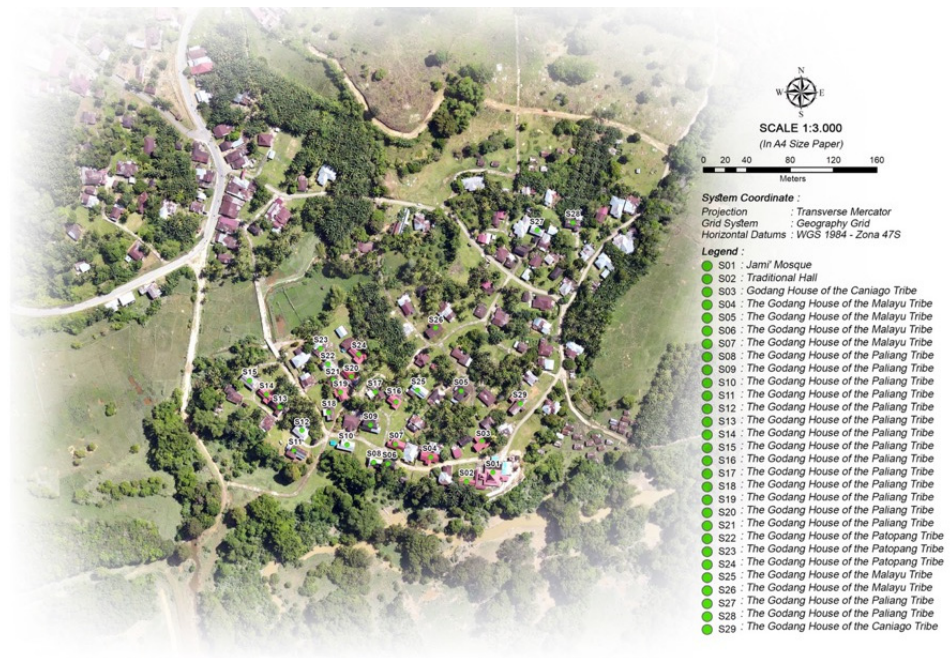 N
W E
S
SCALE 1:3.000
(In A4 Size Paper)
0 20 40 80 120 160
Meters
System Coordinate :
Projection : Transverse Mercator
Grid System : Geography Grid
Horizontal Datums : WGS 1984 - Zona 47S
Legend :
S01 : Jami' Mosque
S02 : Traditional Hall
S03 : Godang House of the Caniago Tribe
S04 : The Godang House of the Malayu Tribe
S05 : The Godang House of the Malayu Tribe
S06 : The Godang House of the Malayu Tribe
S07 : The Godang House of the Malayu Tribe
S08 : The Godang House of the Paliang Tribe
S09 : The Godang House of the Paliang Tribe
S10 : The Godang House of the Paliang Tribe
S11 : The Godang House of the Paliang Tribe
S12 : The Godang House of the Paliang Tribe
S13 : The Godang House of the Paliang Tribe
S14 : The Godang House of the Paliang Tribe
S15 : The Godang House of the Paliang Tribe
S16 : The Godang House of the Paliang Tribe
S17 : The Godang House of the Paliang Tribe
S18 : The Godang House of the Paliang Tribe
S19 : The Godang House of the Paliang Tribe
S20 : The Godang House of the Paliang Tribe
S21 : The Godang House of the Paliang Tribe
S22 : The Godang House of the Patopang Tribe
S23 : The Godang House of the Patopang Tribe
S24 : The Godang House of the Patopang Tribe
S25 : The Godang House of the Malayu Tribe
S26 : The Godang House of the Malayu Tribe
S27 : The Godang House of the Paliang Tribe
S28 : The Godang House of the Paliang Tribe
S29 : The Godang House of the Caniago Tribe
S28
S27
S26
S23
S24
S22
S21
S20
S15
S14
S19
S17
S16
S25
S05
S13
S18
S29
S09
S12
S11
S10
S07
S03
S04
S08
S06
S01
S02